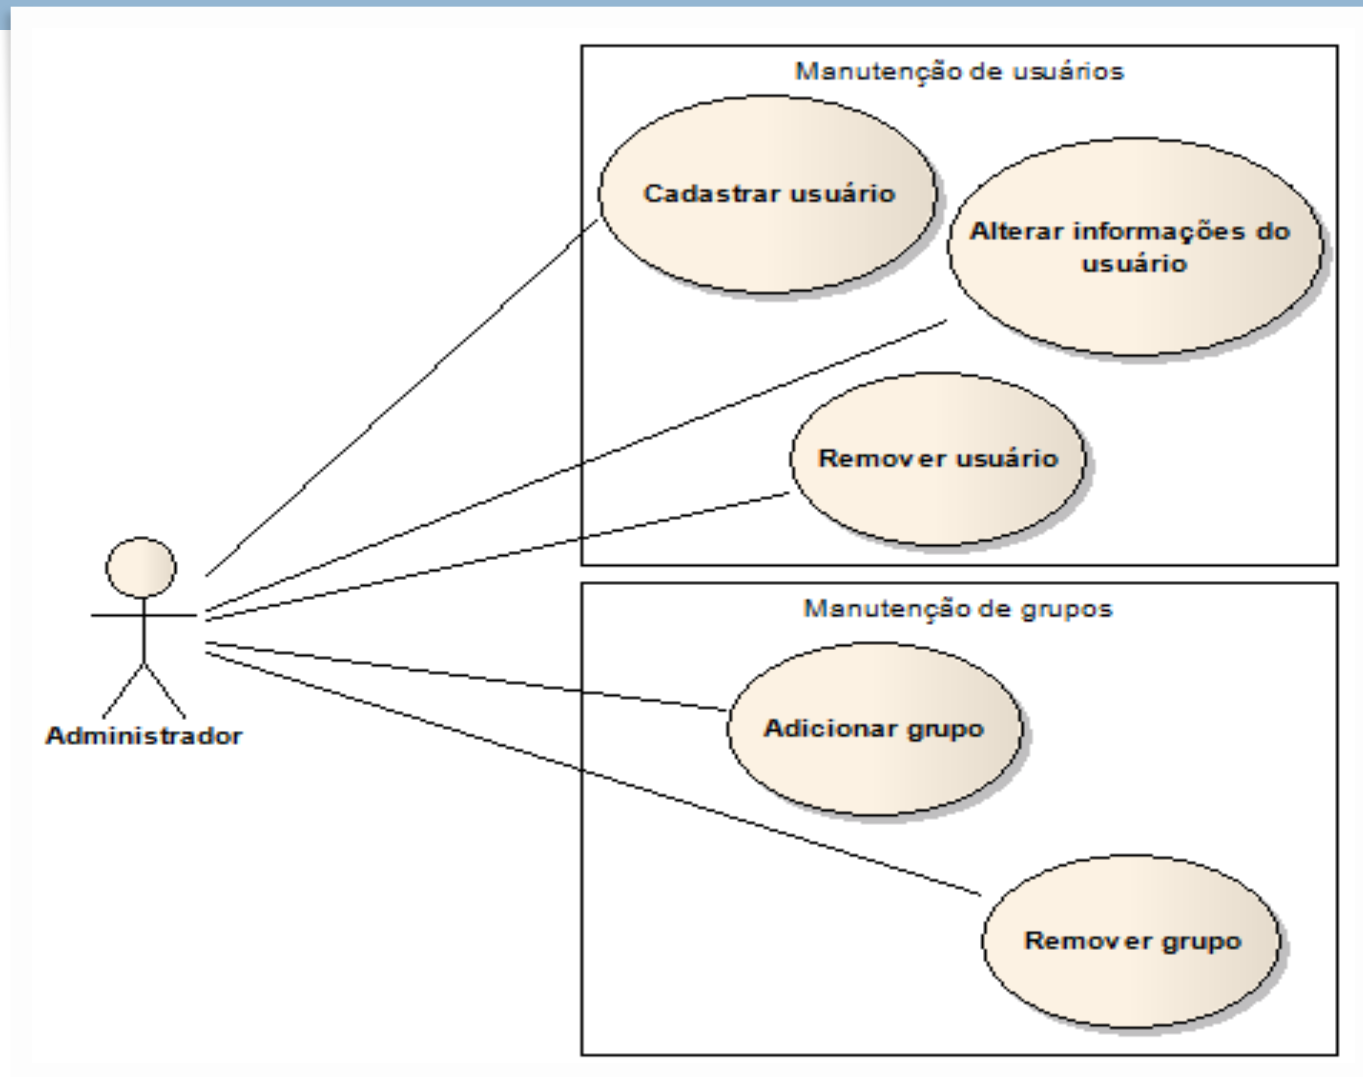 Manutenção de usuários
Cadastrar usuário
Alterar informações do
usuário
Remover usuário
Administrador
Manutenção de grupos
Adicionar grupo
Remover grupo